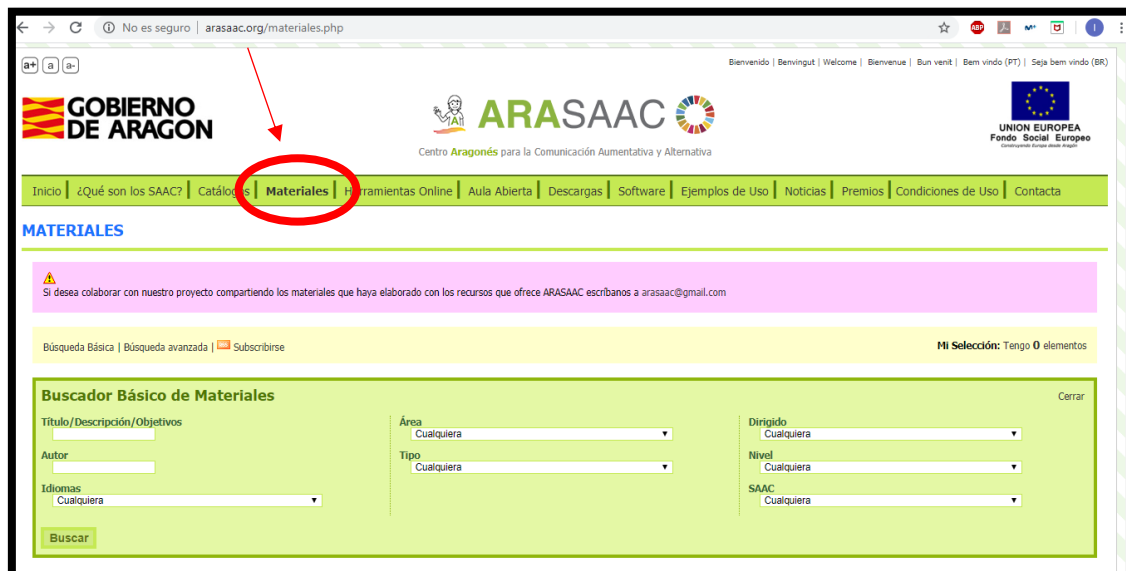 No es seguro | arasaac.org/materiales.php
ABP
I
a+ a a-
Bienvenido | Benvingut | Welcome | Bienvenue | Bun venit | Bem vindo (PT) | Seja bem vindo (BR)
GOBIERNO
DE ARAGON
ARASAAC
Centro Aragonés para la Comunicación Aumentativa y Alternativa
UNION EUROPEA
Fondo Social Europeo
Construyendo Europa desde Aragón
Inicio | ¿Qué son los SAAC? | Catálogos | Materiales | Herramientas Online | Aula Abierta | Descargas | Software | Ejemplos de Uso | Noticias | Premios | Condiciones de Uso | Contacta
MATERIALES
Si desea colaborar con nuestro proyecto compartiendo los materiales que haya elaborado con los recursos que ofrece ARASAAC escríbanos a arasaac@gmail.com
Búsqueda Básica | Búsqueda avanzada | Subscribirse
Mi Selección: Tengo 0 elementos
Buscador Básico de Materiales
Cerrar
Título/Descripción/Objetivos
Autor
Idiomas
Cualquiera
Área
Cualquiera
Tipo
Cualquiera
Dirigido
Cualquiera
Nivel
Cualquiera
SAAC
Cualquiera
Buscar